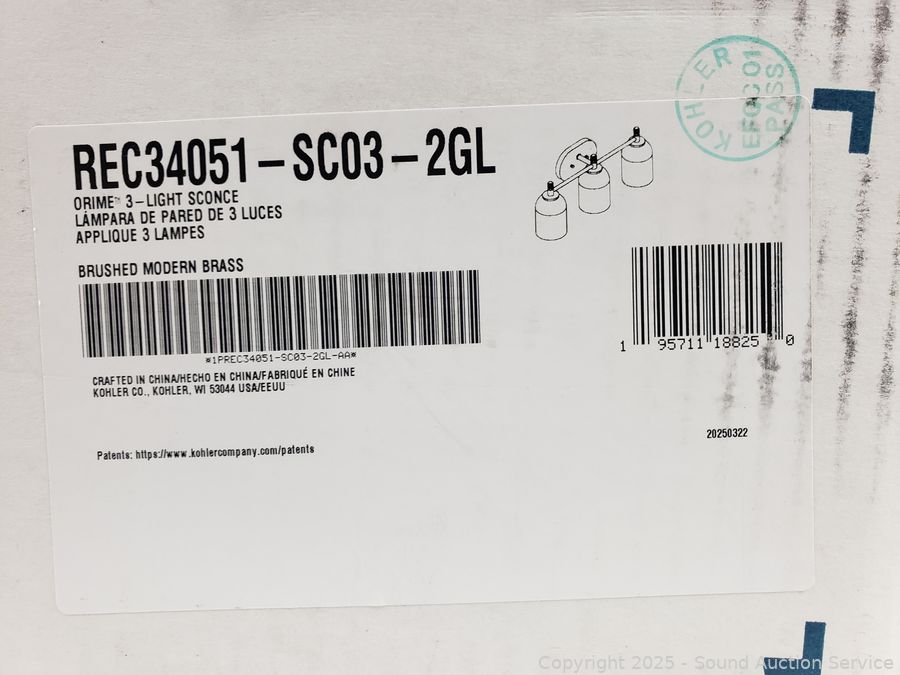 KOHLER
EFGC01
PASS
REC34051-SC03-2GL
ORIME™ 3-LIGHT SCONCE
LÁMPARA DE PARED DE 3 LUCES
APPLIQUE 3 LAMPES
BRUSHED MODERN BRASS
*1PREC34051-SC03-2GL-AA*
1 95711 18825 0
CRAFTED IN CHINA/HECHO EN CHINA/FABRIQUÉ EN CHINE
KOHLER CO., KOHLER, WI 53044 USA/EEUU
20250322
Patents: https://www.kohlercompany.com/patents
Copyright 2025 - Sound Auction Service